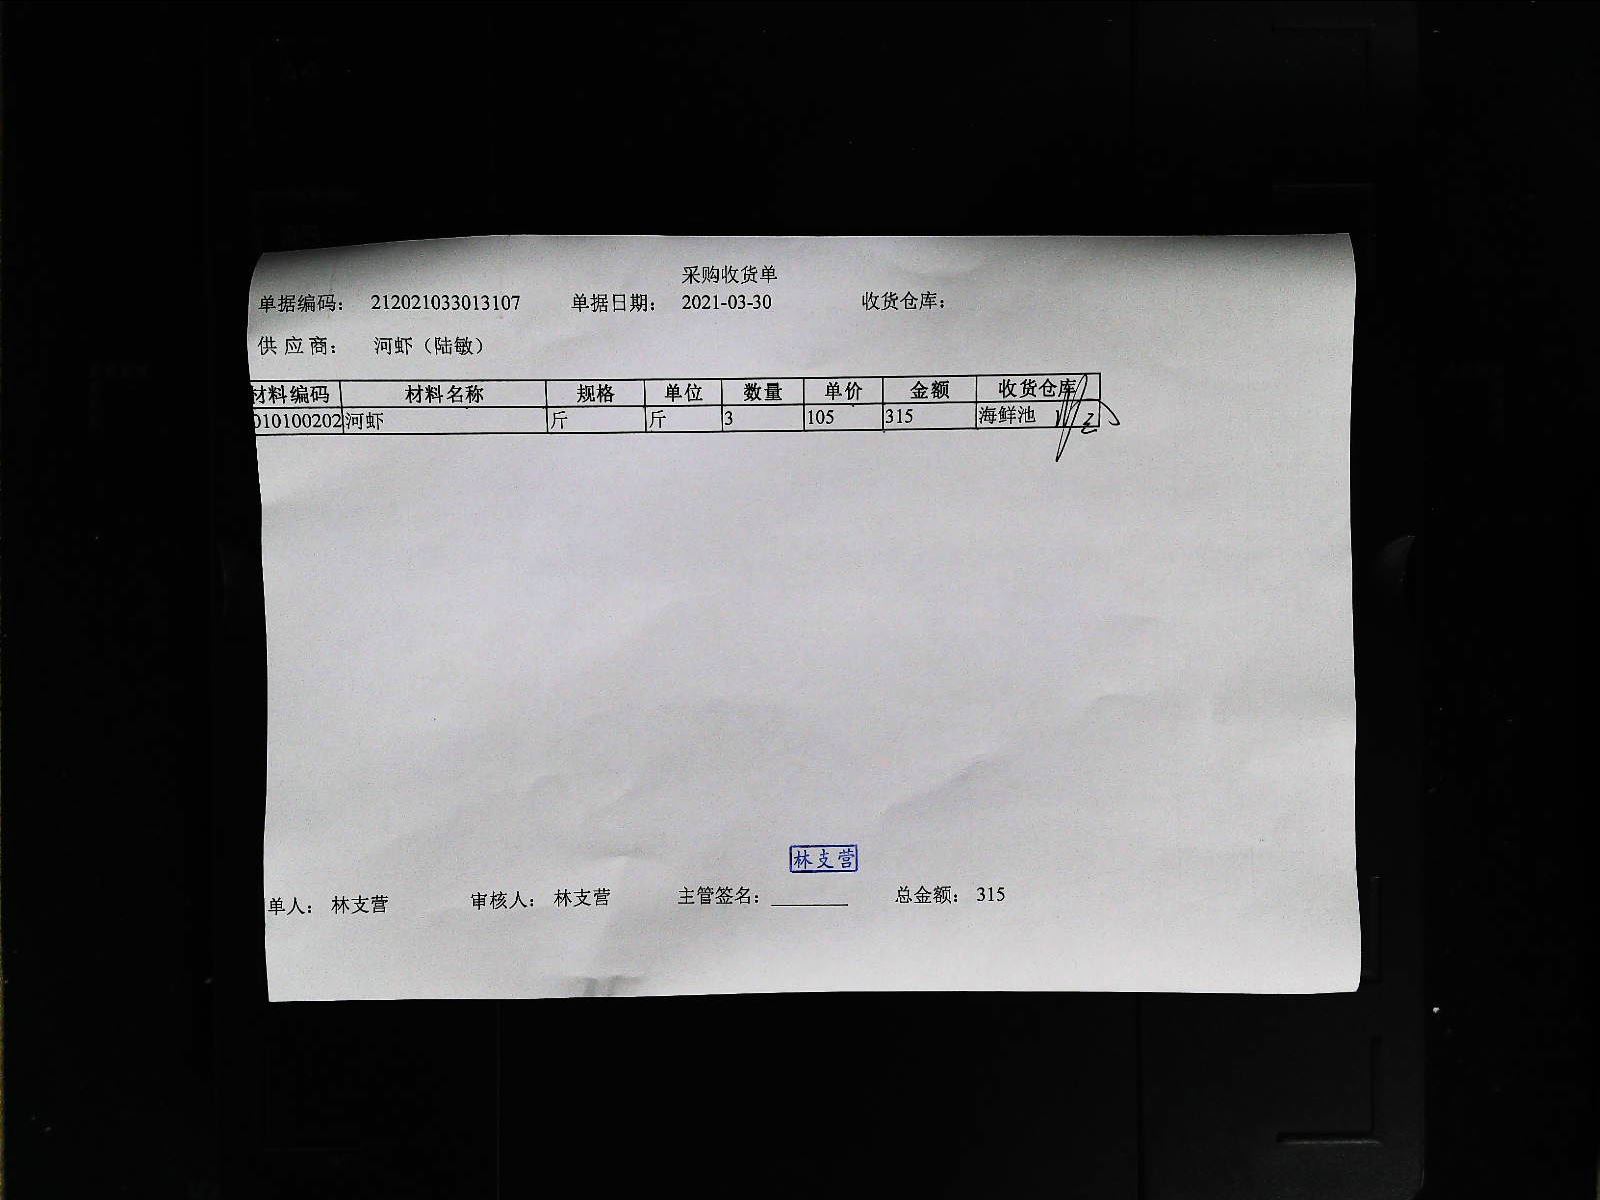 采购收货单
单据编码： 212021033013107 单据日期： 2021-03-30 收货仓库：
供 应 商： 河虾（陆敏）
材料编码 材料名称 规格 单位 数量 单价 金额 收货仓库
010100202 河虾 斤 斤 3 105 315 海鲜池
林支营
单人： 林支营 审核人： 林支营 主管签名：________ 总金额： 315